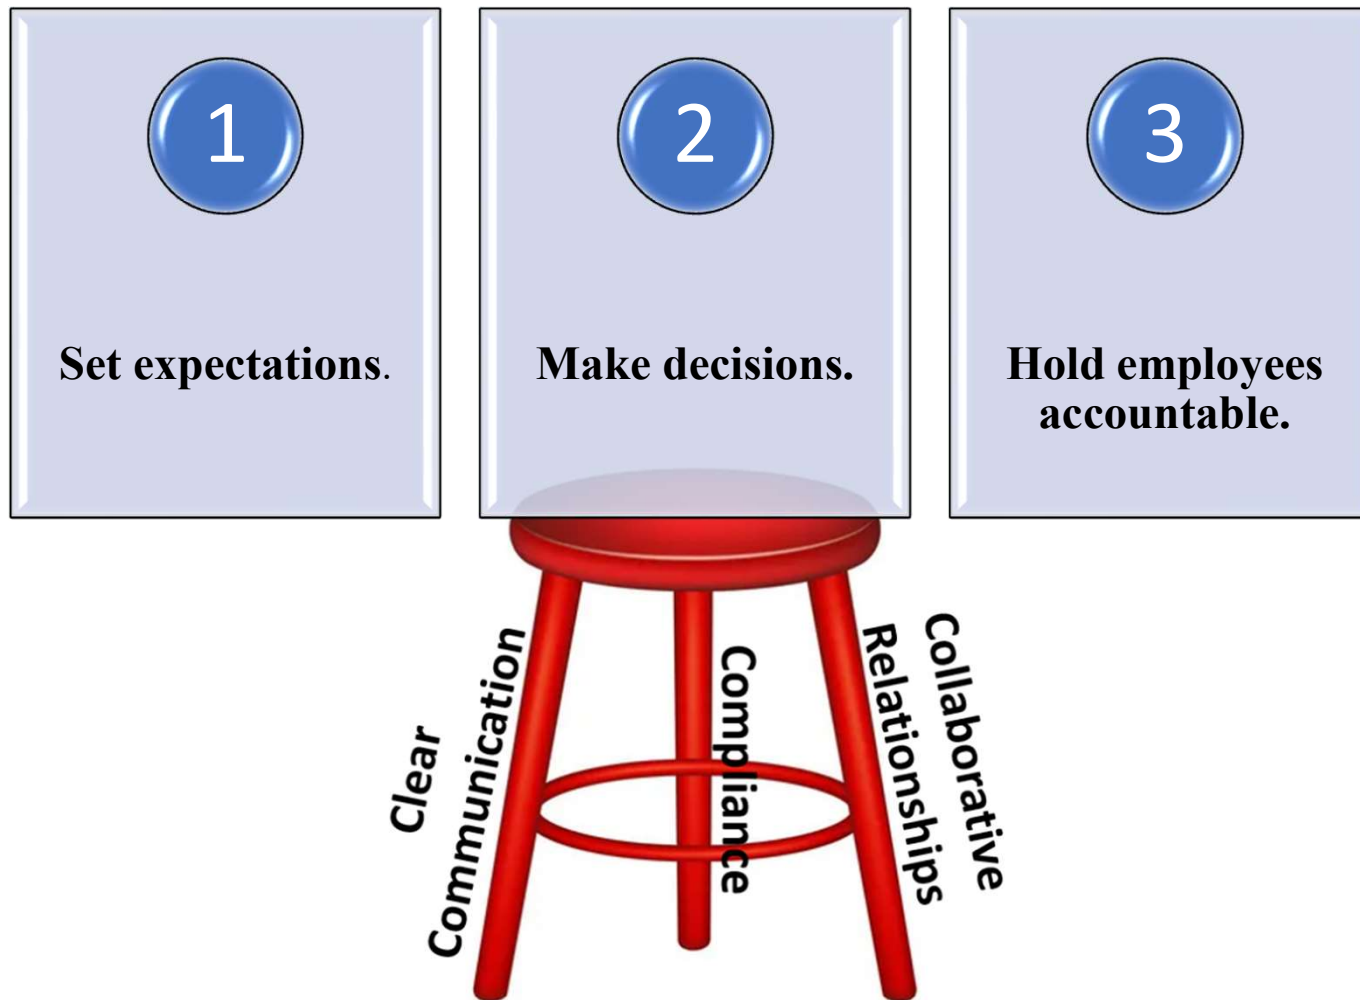 1
Set expectations.
2
Make decisions.
3
Hold employees
accountable.
Clear
Communication
Compliance
Collaborative
Relationships